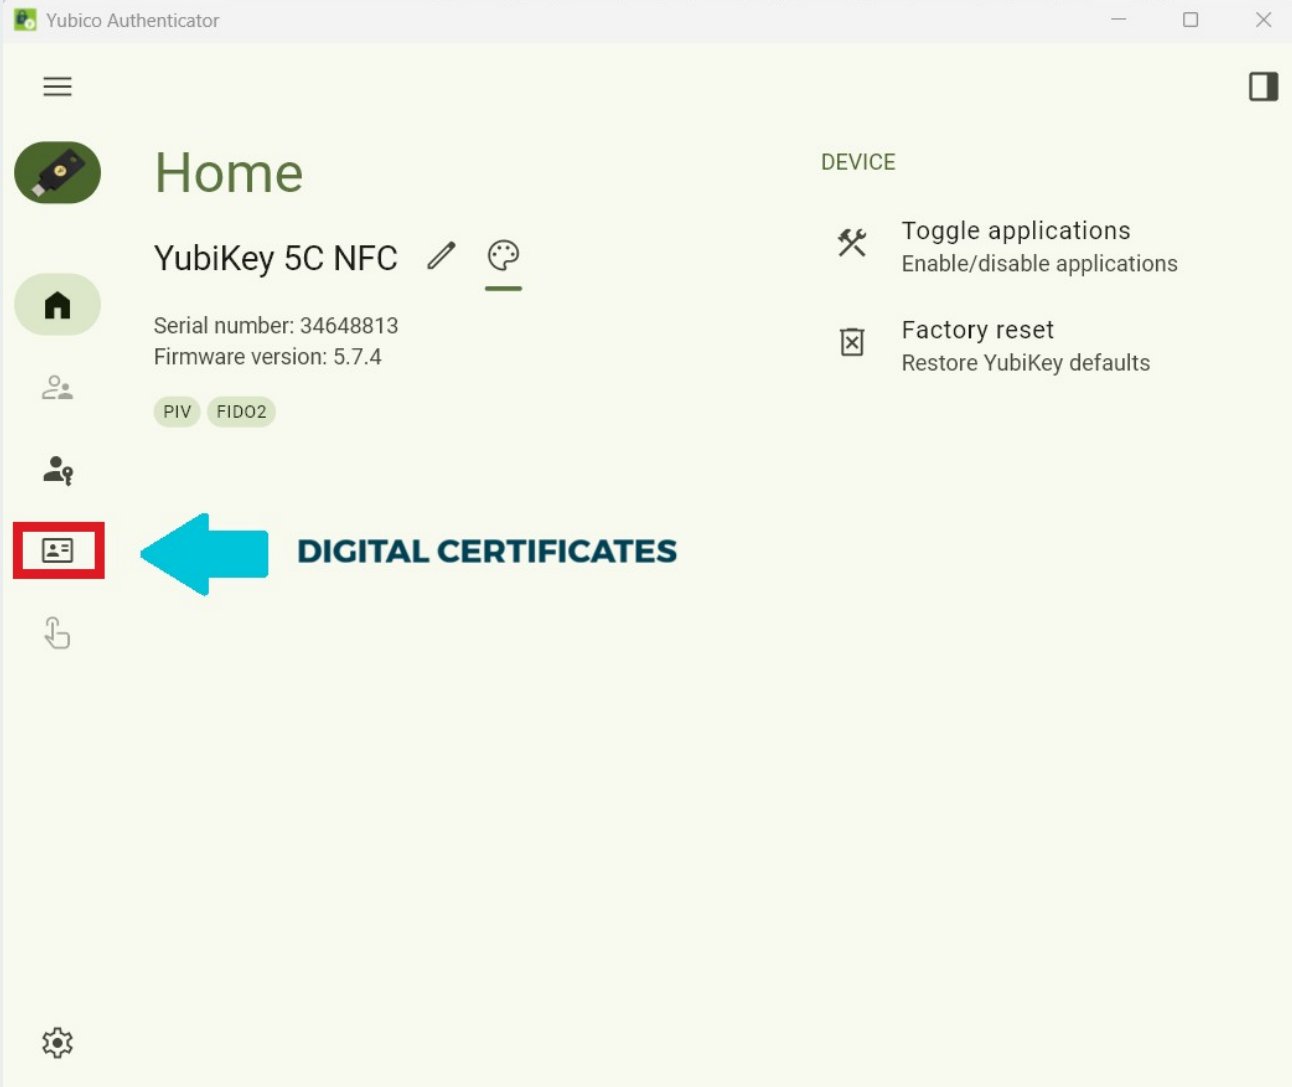 Yubico Authenticator
Home
YubiKey 5C NFC
Serial number: 34648813
Firmware version: 5.7.4
PIV FIDO2
DEVICE
Toggle applications
Enable/disable applications
Factory reset
Restore YubiKey defaults
DIGITAL CERTIFICATES